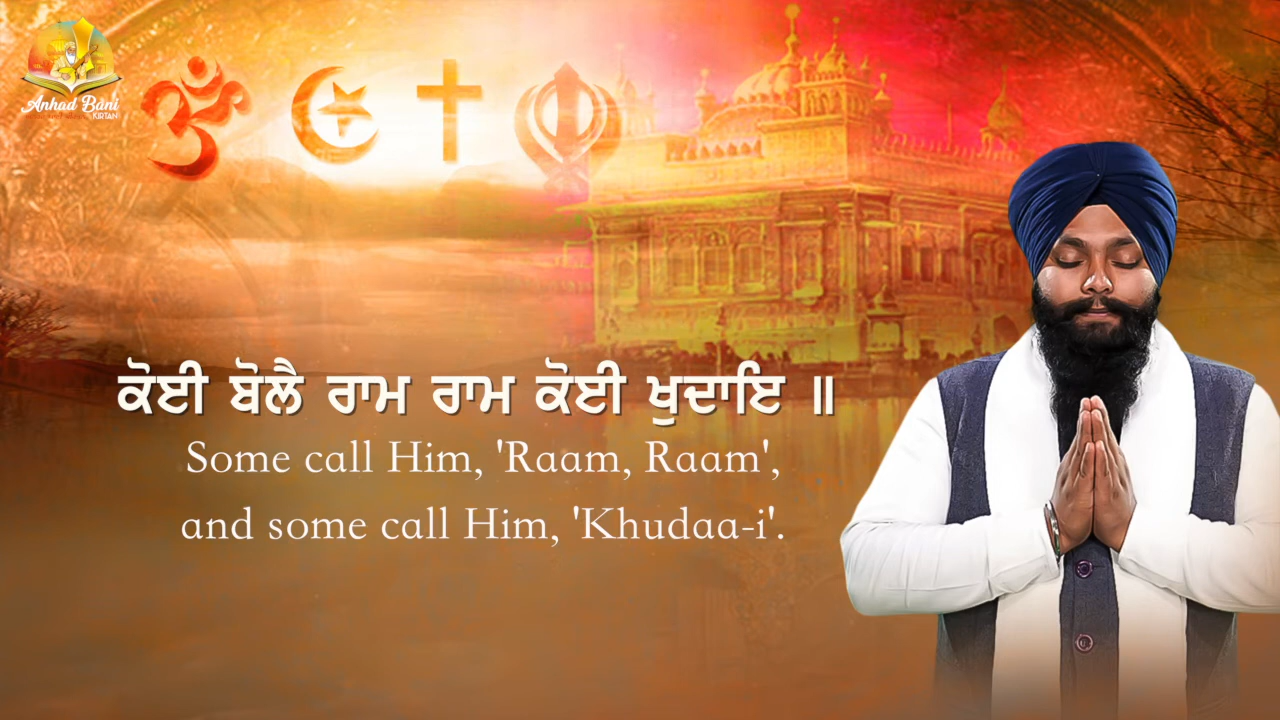 Anhad Bani
KIRTAN
ਕੋਈ ਬੋਲੈ ਰਾਮ ਰਾਮ ਕੋਈ ਖੁਦਾਇ ॥
Some call Him, 'Raam, Raam',
and some call Him, 'Khudaa-i'.